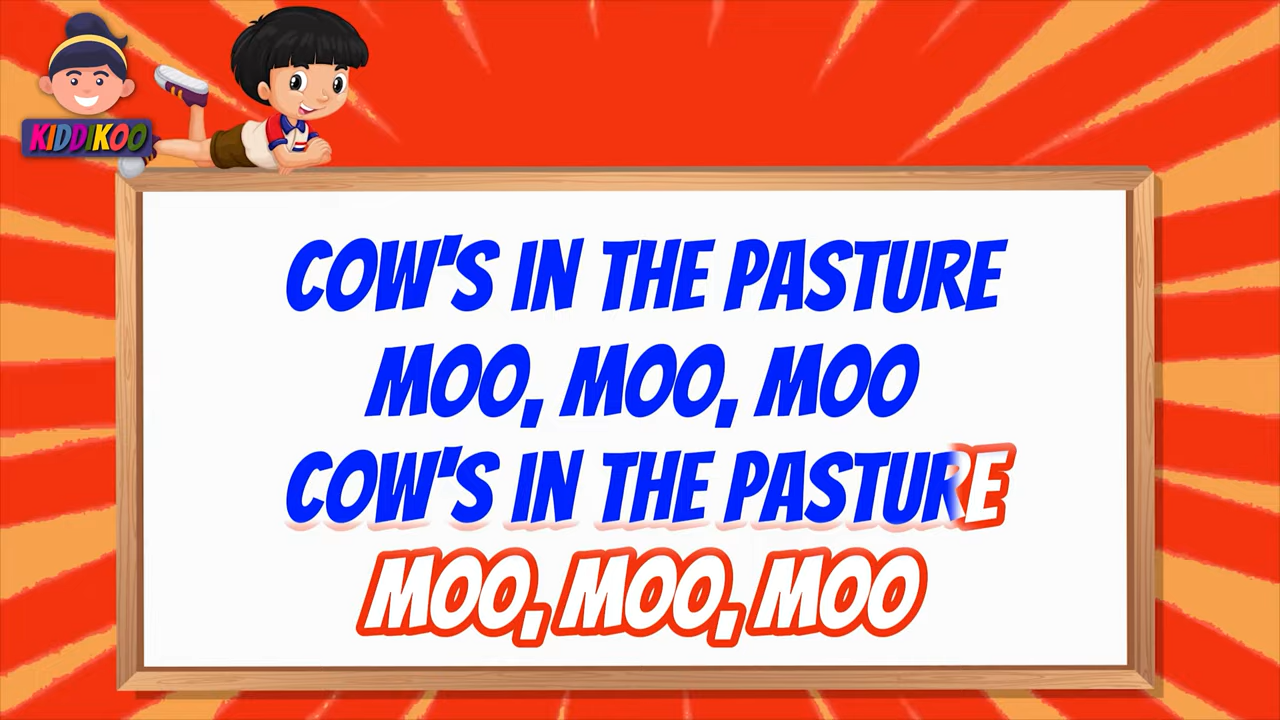 KIDDIKOO
COW'S IN THE PASTURE
MOO, MOO, MOO
COW'S IN THE PASTURE
MOO, MOO, MOO